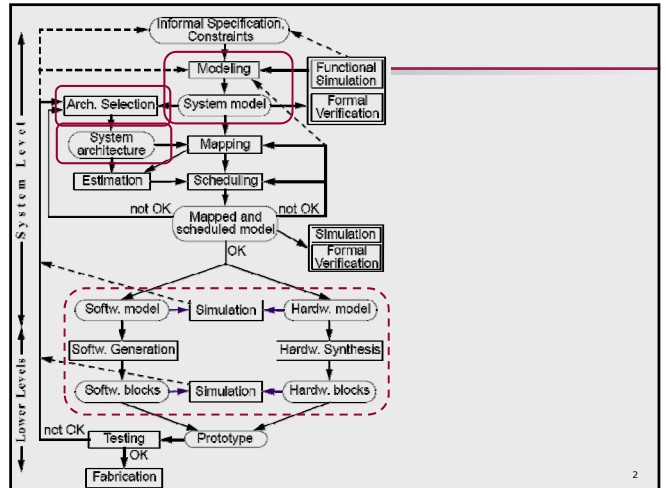 Informal Specification,
Constraints
Modeling
Functional
Simulation
Arch. Selection
System model
Formal
Verification
System
architecture
Mapping
Estimation
Scheduling
not OK
Mapped and
scheduled model
not OK
Simulation
Formal
Verification
OK
System Level
Softw. model
Simulation
Hardw. model
Softw. Generation
Hardw. Synthesis
Softw. blocks
Simulation
Hardw. blocks
Lower Levels
not OK
Testing
Prototype
OK
Fabrication
2